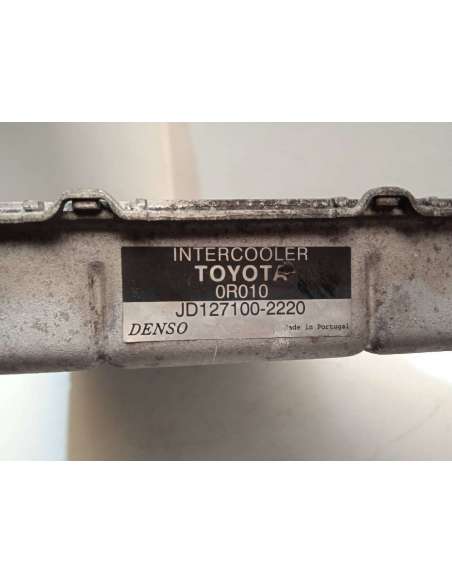 INTERCOOLER
TOYOTA
0R010
JD127100-2220
DENSO Made in Portugal